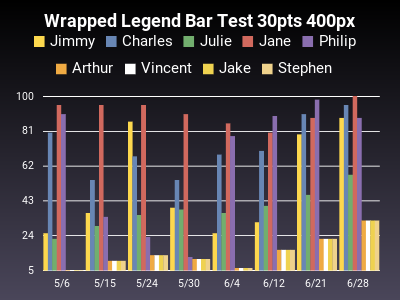 Wrapped Legend Bar Test 30pts 400px
Jimmy Charles Julie Jane Philip
Arthur Vincent Jake Stephen
100
81
62
43
24
5
5/6 5/15 5/24 5/30 6/4 6/12 6/21 6/28